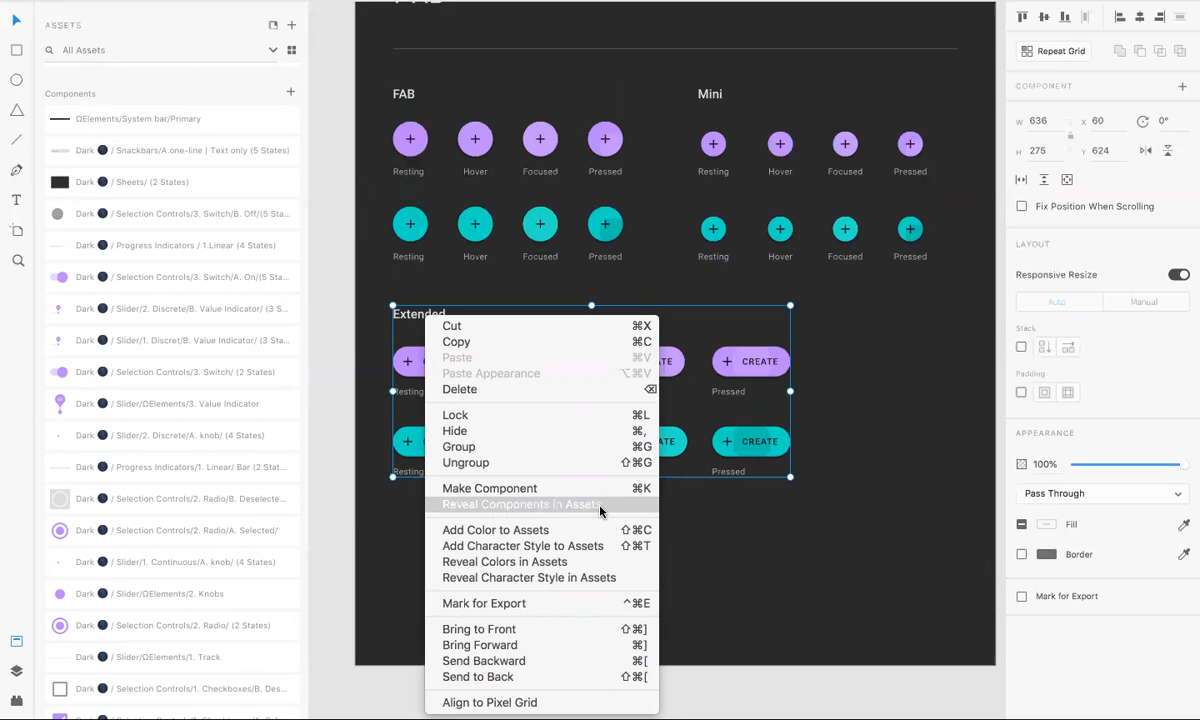 ASSETS
All Assets
Components
ΩElements/System bar/Primary
Dark 🌑 / Snackbars/A.one-line | Text only (5 States)
Dark 🌑 / Sheets/ (2 States)
Dark 🌑 / Selection Controls/3. Switch/B. Off/(5 Sta...
Dark 🌑 / Progress Indicators / 1.Linear (4 States)
Dark 🌑 / Selection Controls/3. Switch/A. On/(5 Stat...
Dark 🌑 / Slider/2. Discrete/B. Value Indicator/ (3 S...
Dark 🌑 / Slider/1. Discret/B. Value Indicator/ (3 St...
Dark 🌑 / Selection Controls/3. Switch/ (2 States)
Dark 🌑 / Slider/ΩElements/3. Value Indicator
Dark 🌑 / Slider/2. Discrete/A. knob/ (4 States)
Dark 🌑 / Progress Indicators/1. Linear/ Bar (2 Stat...
Dark 🌑 / Selection Controls/2. Radio/B. Deselecte...
Dark 🌑 / Selection Controls/2. Radio/A. Selected/
Dark 🌑 / Slider/1. Continuous/A. knob/ (4 States)
Dark 🌑 / Slider/ΩElements/2. Knobs
Dark 🌑 / Selection Controls/2. Radio/ (2 States)
Dark 🌑 / Slider/ΩElements/1. Track
Dark 🌑 / Selection Controls/1. Checkboxes/B. Des...
FAB
Mini
Resting Hover Focused Pressed
Resting Hover Focused Pressed
Resting Hover Focused Pressed
Resting Hover Focused Pressed
Extended
ATE
CREATE
Resting
Pressed
ATE
CREATE
Resting
Pressed
Cut ⌘X
Copy ⌘C
Paste ⌘V
Paste Appearance ⌥⌘V
Delete ⌫
Lock ⌘L
Hide ⌘,
Group ⌘G
Ungroup ⇧⌘G
Make Component ⌘K
Reveal Components in Assets
Add Color to Assets ⇧⌘C
Add Character Style to Assets ⇧⌘T
Reveal Colors in Assets
Reveal Character Style in Assets
Mark for Export ^⌘E
Bring to Front ⇧⌘]
Bring Forward ⌘]
Send Backward ⌘[
Send to Back ⇧⌘[
Align to Pixel Grid
Repeat Grid
COMPONENT
W 636 X 60 0°
H 275 Y 624
Fix Position When Scrolling
LAYOUT
Responsive Resize
Auto Manual
Stack
Padding
APPEARANCE
100%
Pass Through
Fill
Border
Mark for Export